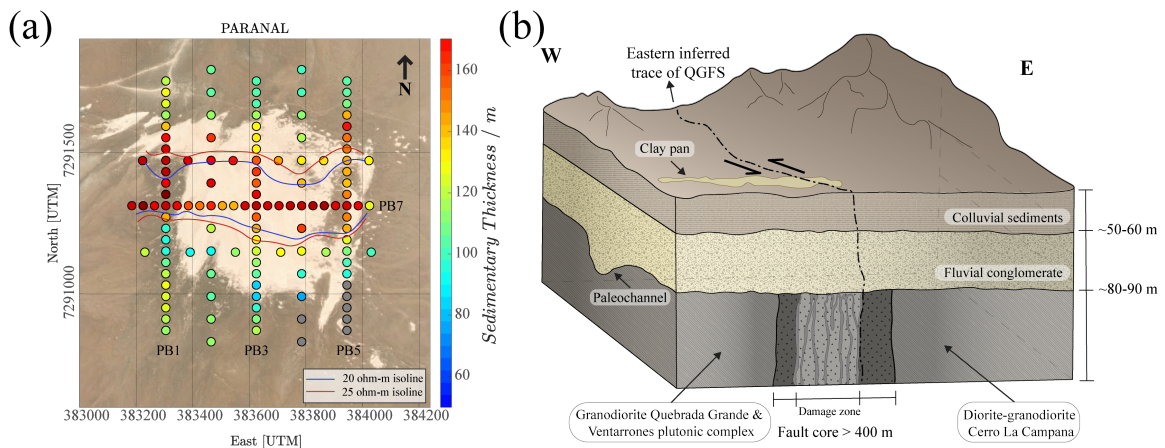 (a)
PARANAL
N
7291500
7291000
North [UTM]
PB7
PB1
PB3
PB5
20 ohm-m isoline
25 ohm-m isoline
383000
383200
383400
383600
383800
384000
384200
East [UTM]
160
140
120
100
80
60
Sedimentary Thickness / m
(b)
W
E
Eastern inferred
trace of QGFS
Clay pan
Colluvial sediments
~50-60 m
Fluvial conglomerate
~80-90 m
Paleochannel
Damage zone
Fault core > 400 m
Granodiorite Quebrada Grande &
Ventarrones plutonic complex
Diorite-granodiorite
Cerro La Campana